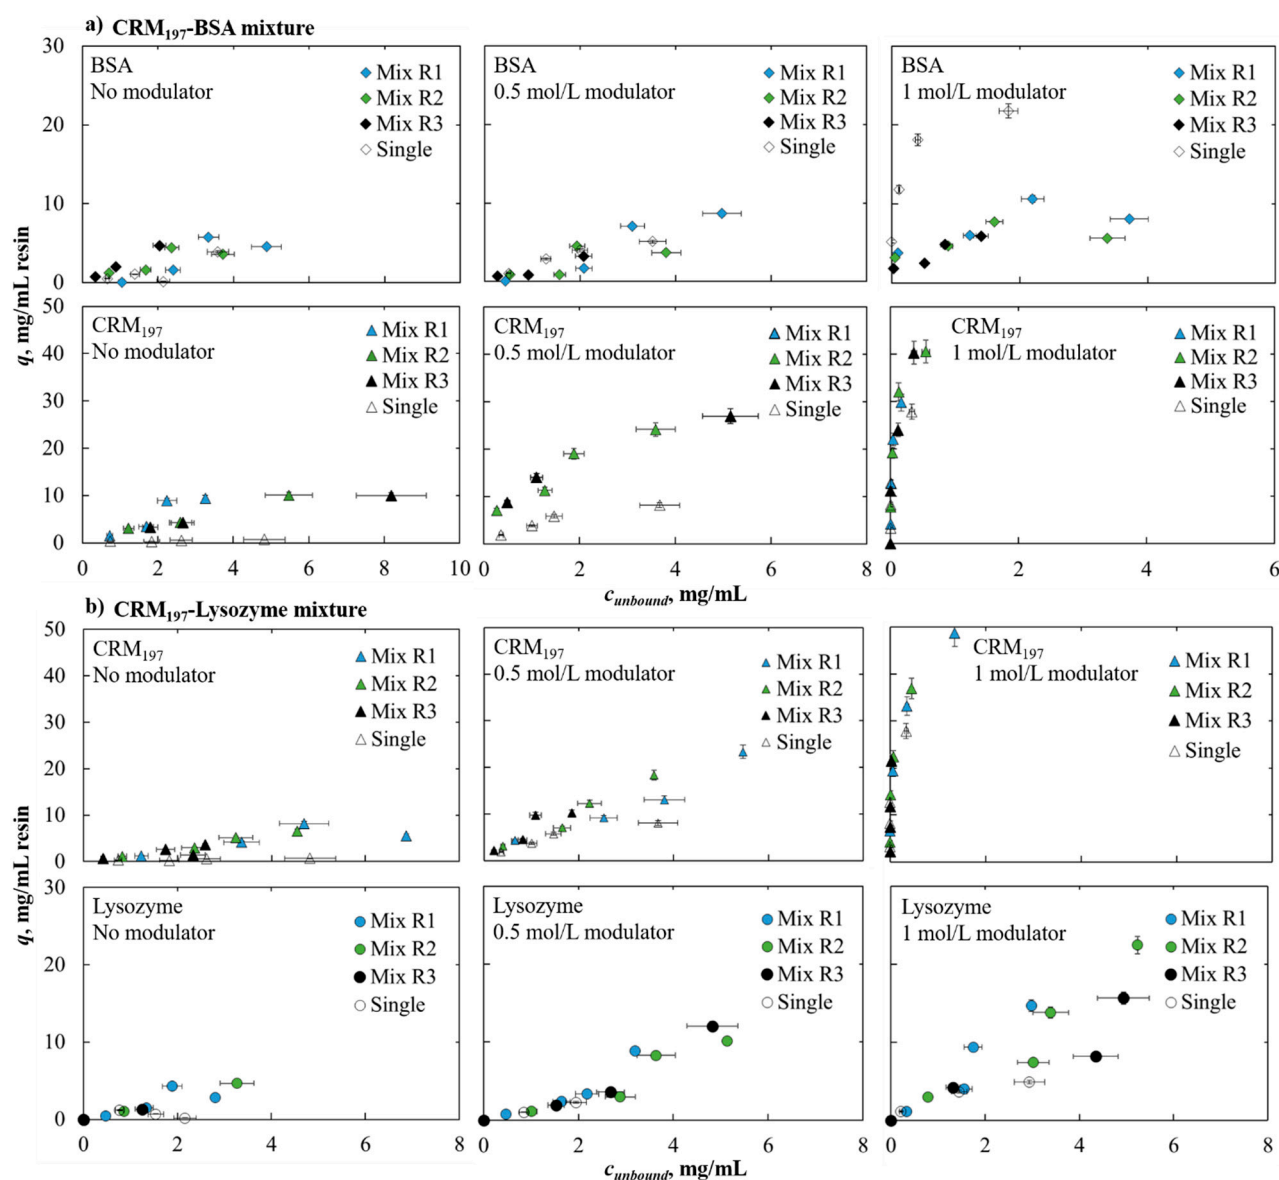 a) CRM197-BSA mixture
30
20
10
0
BSA
No modulator
Mix R1
Mix R2
Mix R3
Single
BSA
0.5 mol/L modulator
Mix R1
Mix R2
Mix R3
Single
BSA
1 mol/L modulator
Mix R1
Mix R2
Mix R3
Single
q, mg/mL resin
50
40
30
20
10
0
CRM197
No modulator
Mix R1
Mix R2
Mix R3
Single
0 2 4 6 8 10
CRM197
0.5 mol/L modulator
Mix R1
Mix R2
Mix R3
Single
0 2 4 6 8
CRM197
1 mol/L modulator
Mix R1
Mix R2
Mix R3
Single
0 2 4 6
cunbound, mg/mL
b) CRM197-Lysozyme mixture
50
40
30
20
10
0
CRM197
No modulator
Mix R1
Mix R2
Mix R3
Single
CRM197
0.5 mol/L modulator
Mix R1
Mix R2
Mix R3
Single
CRM197
1 mol/L modulator
Mix R1
Mix R2
Mix R3
Single
q, mg/mL resin
30
20
10
0
Lysozyme
No modulator
Mix R1
Mix R2
Mix R3
Single
0 2 4 6 8
Lysozyme
0.5 mol/L modulator
Mix R1
Mix R2
Mix R3
Single
0 2 4 6 8
Lysozyme
1 mol/L modulator
Mix R1
Mix R2
Mix R3
Single
0 2 4 6 8
cunbound, mg/mL